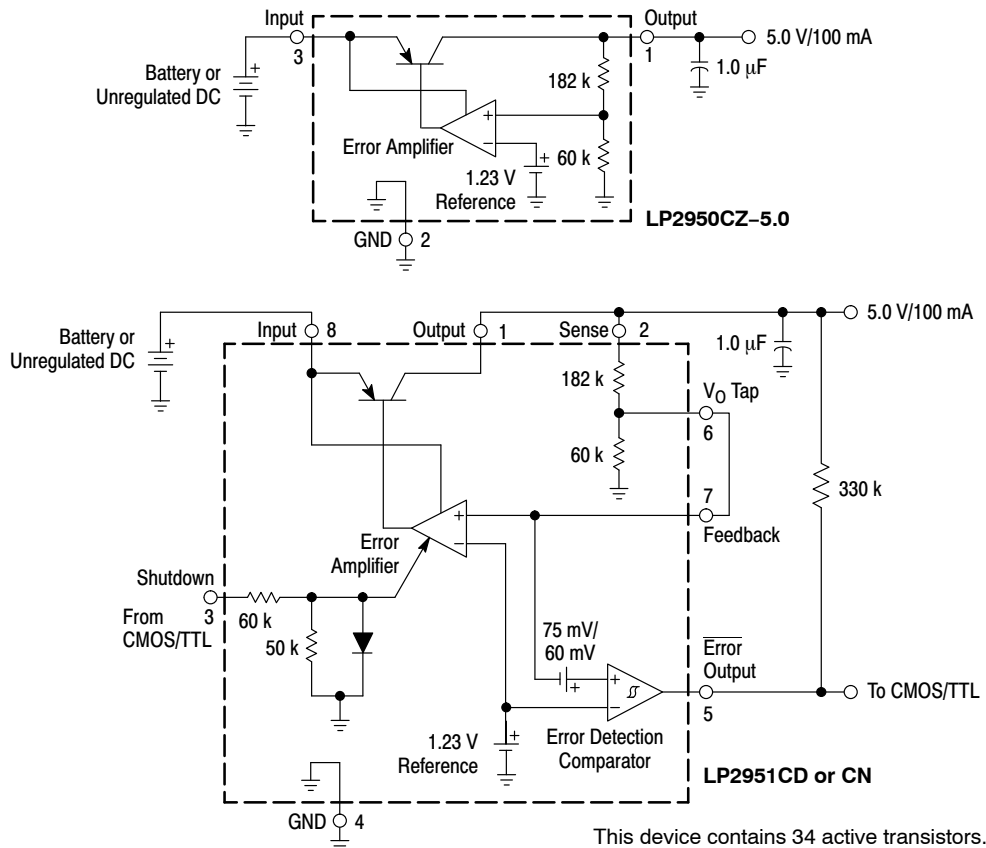 Input
3
Output
1
5.0 V/100 mA
1.0 μF
Battery or
Unregulated DC
+
182 k
+
−
Error Amplifier
60 k
+
1.23 V
Reference
GND
2
LP2950CZ−5.0
Battery or
Unregulated DC
+
Input
8
Output
1
Sense
2
5.0 V/100 mA
1.0 μF
182 k
VO Tap
6
60 k
330 k
7
Feedback
+
−
Error
Amplifier
Shutdown
3
From
CMOS/TTL
60 k
50 k
75 mV/
60 mV
+
+
−
Error
Output
5
To CMOS/TTL
1.23 V
Reference
+
Error Detection
Comparator
LP2951CD or CN
GND
4
This device contains 34 active transistors.